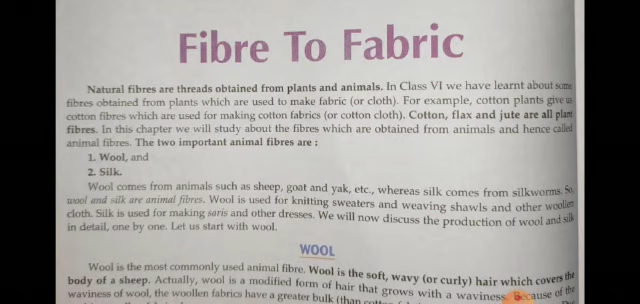 Fibre To Fabric
Natural fibres are threads obtained from plants and animals. In Class VI we have learnt about some
fibres obtained from plants which are used to make fabric (or cloth). For example, cotton plants give us
cotton fibres which are used for making cotton fabrics (or cotton cloth). Cotton, flax and jute are all plant
fibres. In this chapter we will study about the fibres which are obtained from animals and hence called
animal fibres. The two important animal fibres are :
1. Wool, and
2. Silk.
Wool comes from animals such as sheep, goat and yak, etc., whereas silk comes from silkworms. So,
wool and silk are animal fibres. Wool is used for knitting sweaters and weaving shawls and other woollen
cloth. Silk is used for making saris and other dresses. We will now discuss the production of wool and silk
in detail, one by one. Let us start with wool.
WOOL
Wool is the most commonly used animal fibre. Wool is the soft, wavy (or curly) hair which covers the
body of a sheep. Actually, wool is a modified form of hair that grows with a waviness. Because of the
waviness of wool, the woollen fabrics have a greater bulk (than